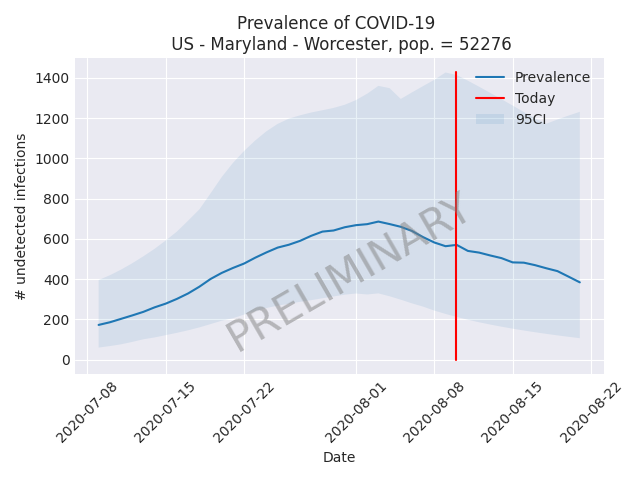 Prevalence of COVID-19
US - Maryland - Worcester, pop. = 52276
Prevalence
Today
95CI
1400
1200
1000
800
600
400
200
0
# undetected infections
PRELIMINARY
2020-07-08
2020-07-15
2020-07-22
2020-08-01
2020-08-08
2020-08-15
2020-08-22
Date